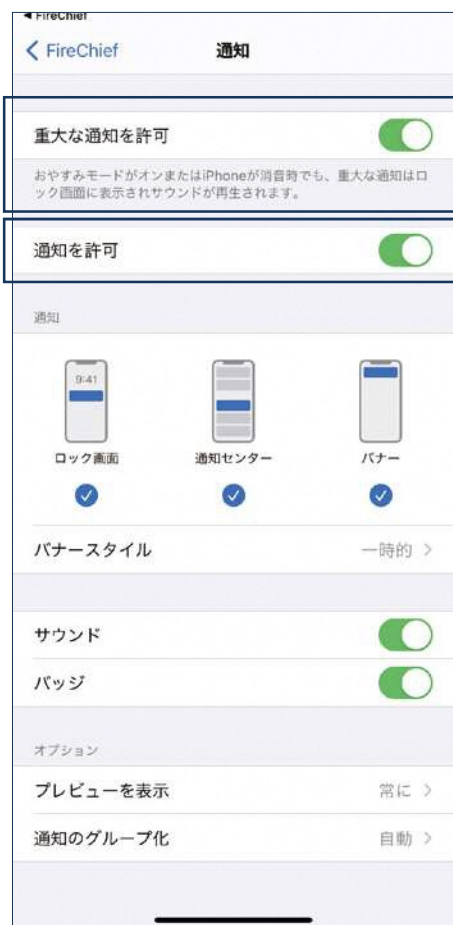 ◀ FireChief
FireChief
通知
重大な通知を許可
おやすみモードがオンまたはiPhoneが消音時でも、重大な通知はロ
ック画面に表示されサウンドが再生されます。
通知を許可
通知
9:41
ロック画面 通知センター バナー
バナースタイル 一時的 >
サウンド
バッジ
オプション
プレビューを表示 常に >
通知のグループ化 自動 >